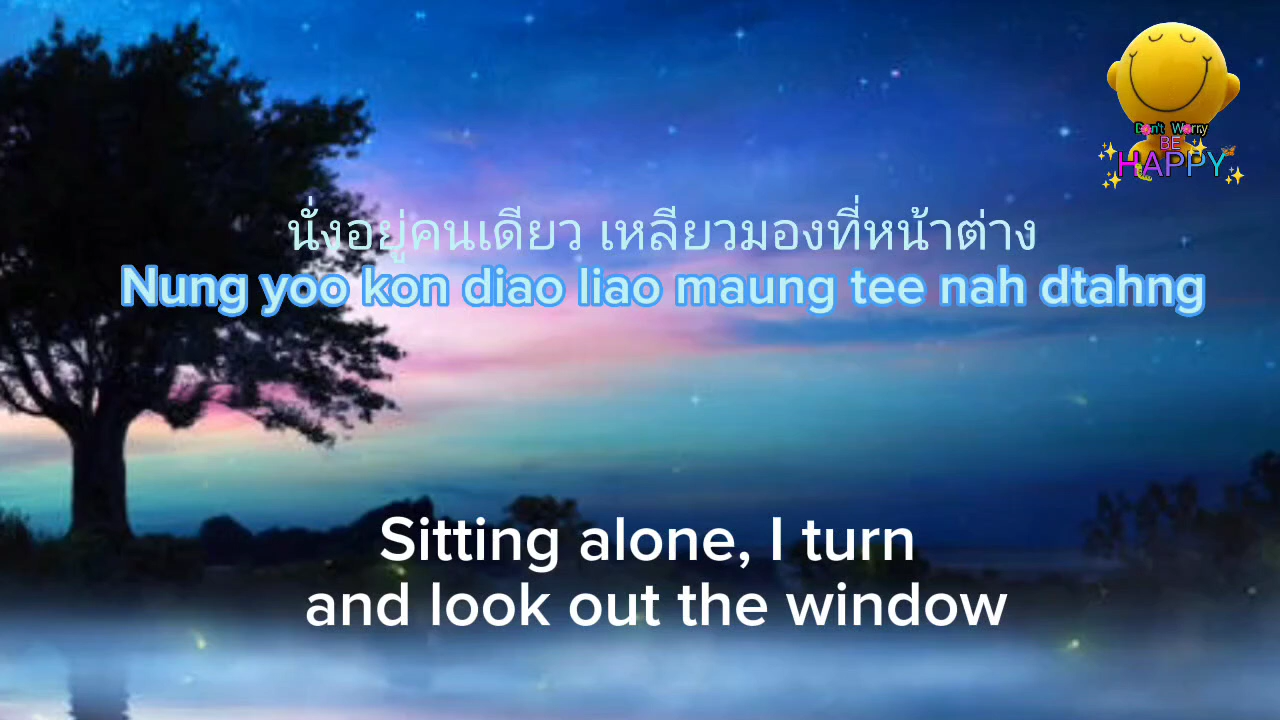 Don't Worry
BE
HAPPY
นั่งอยู่คนเดียว เหลียวมองที่หน้าต่าง
Nung yoo kon diao liao maung tee nah dtahng
Sitting alone, I turn
and look out the window